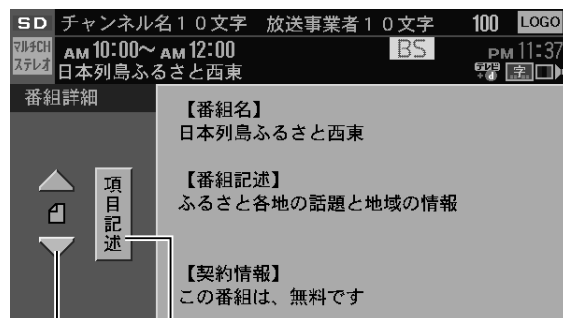 SD チャンネル名10文字 放送事業者10文字 100 LOGO
マルチCH ステレオ AM 10:00~ AM 12:00 BS PM 11:37
日本列島ふるさと西東 テレビ+♪ 字
番組詳細
【番組名】
日本列島ふるさと西東
項目記述
【番組記述】
ふるさと各地の話題と地域の情報
【契約情報】
この番組は、無料です